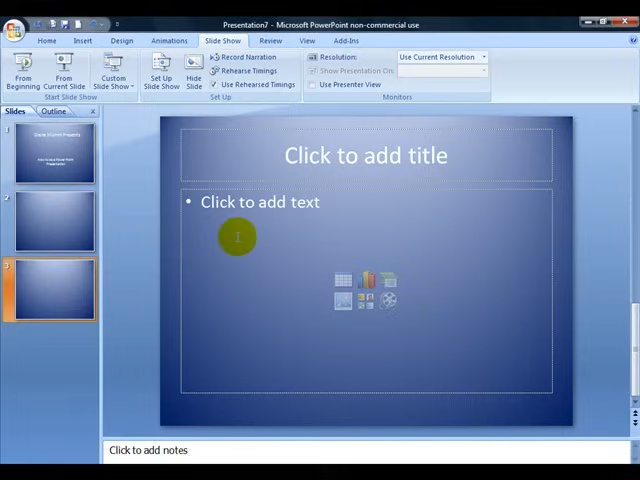 Presentation7 - Microsoft PowerPoint non-commercial use
Home Insert Design Animations Slide Show Review View Add-Ins
From Beginning
From Current Slide
Custom Slide Show
Start Slide Show
Set Up Slide Show
Hide Slide
Record Narration
Rehearse Timings
Use Rehearsed Timings
Set Up
Resolution: Use Current Resolution
Show Presentation On:
Use Presenter View
Monitors
Slides Outline
1
2
3
Click to add title
• Click to add text
Click to add notes